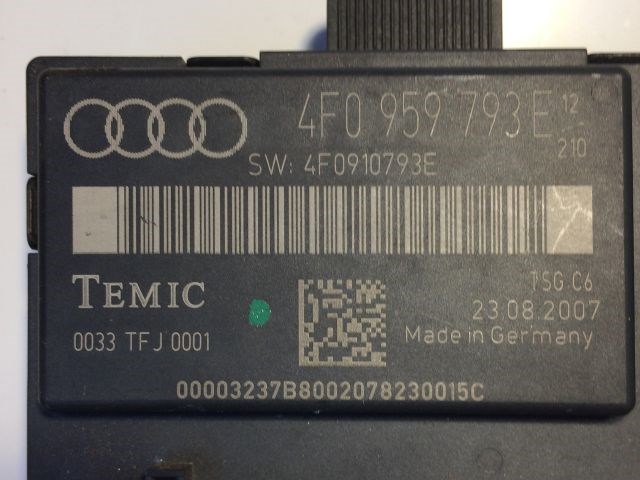 4F0 959 793 E 12
210
SW: 4F0910793E
TEMIC
TSG C6
23.08.2007
0033 TFJ 0001
Made in Germany
00003237B8002078230015C